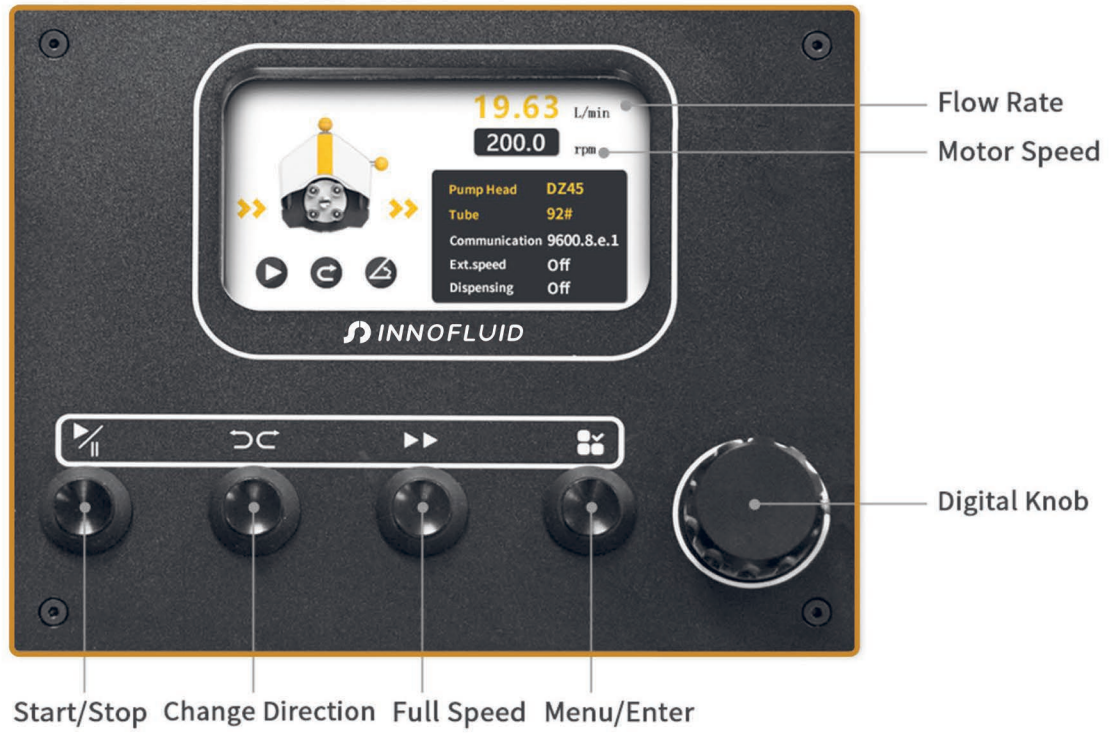 19.63 L/min
Flow Rate
200.0 rpm
Motor Speed
Pump Head DZ45
Tube 92#
Communication 9600.8.e.1
Ext.speed Off
Dispensing Off
INNOFLUID
Digital Knob
Start/Stop Change Direction Full Speed Menu/Enter